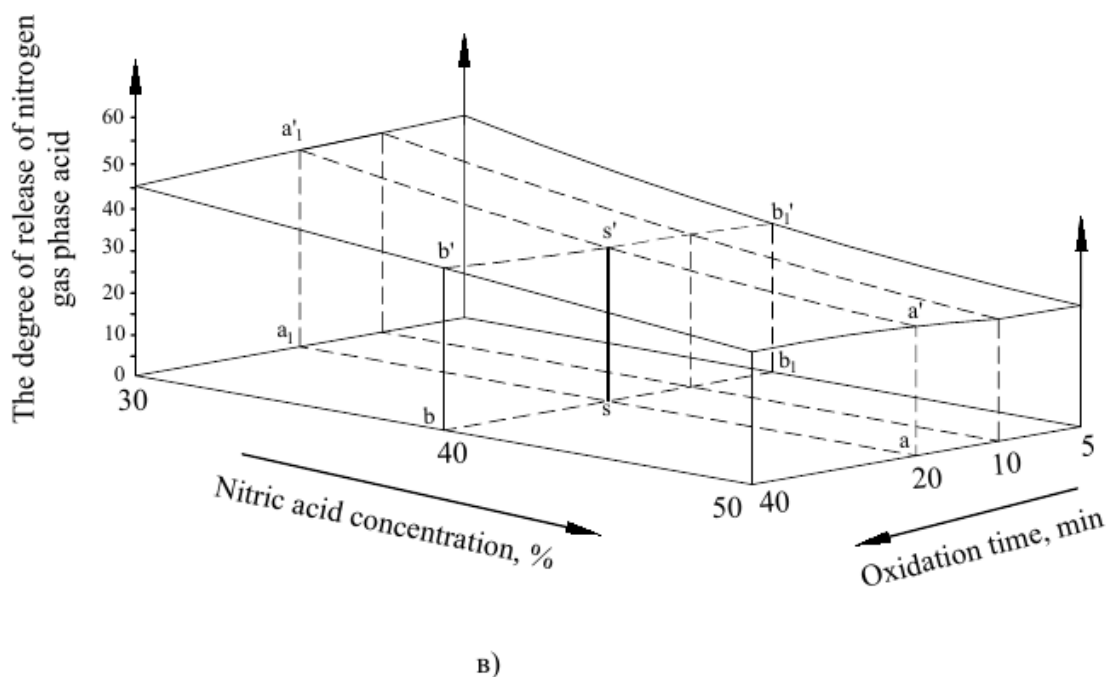 The degree of release of nitrogen
gas phase acid
60
50
40
30
20
10
0
a'₁
b'
s'
b₁'
a'
a₁
b
s
b₁
a
30
40
50
40
20
10
5
Nitric acid concentration, %
Oxidation time, min
в)